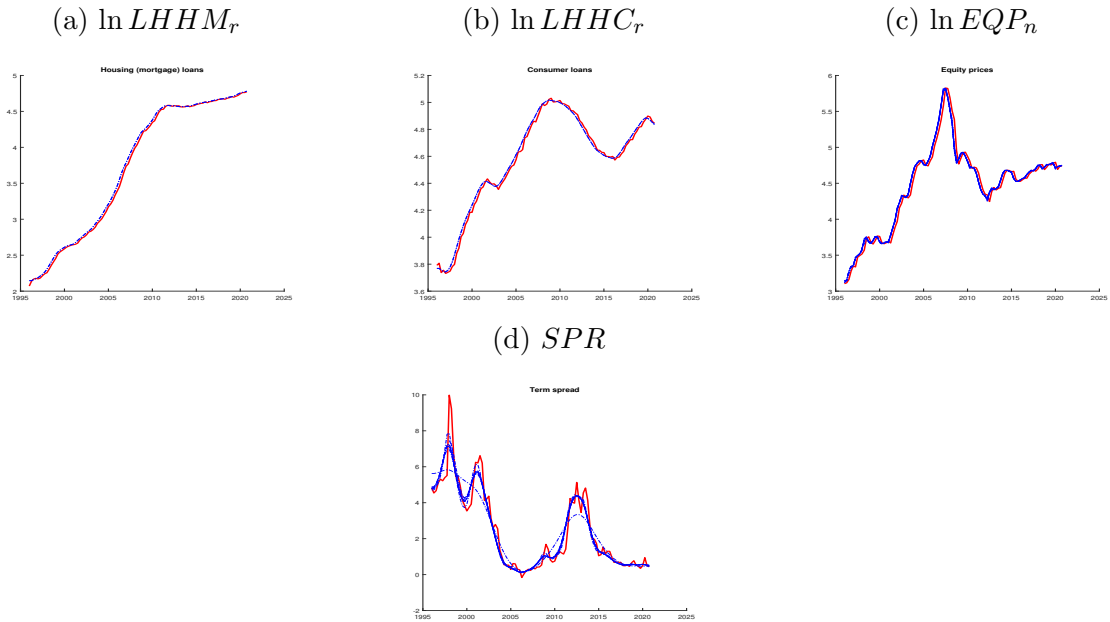 (a) ln LHHM_r
(b) ln LHHC_r
(c) ln EQP_n
Housing (mortgage) loans
5
4.5
4
3.5
3
2.5
2
1995 2000 2005 2010 2015 2020 2025
Consumer loans
5.2
5
4.8
4.6
4.4
4.2
4
3.8
3.6
1995 2000 2005 2010 2015 2020 2025
Equity prices
6
5.5
5
4.5
4
3.5
3
1995 2000 2005 2010 2015 2020 2025
(d) SPR
Term spread
10
8
6
4
2
0
-2
1995 2000 2005 2010 2015 2020 2025